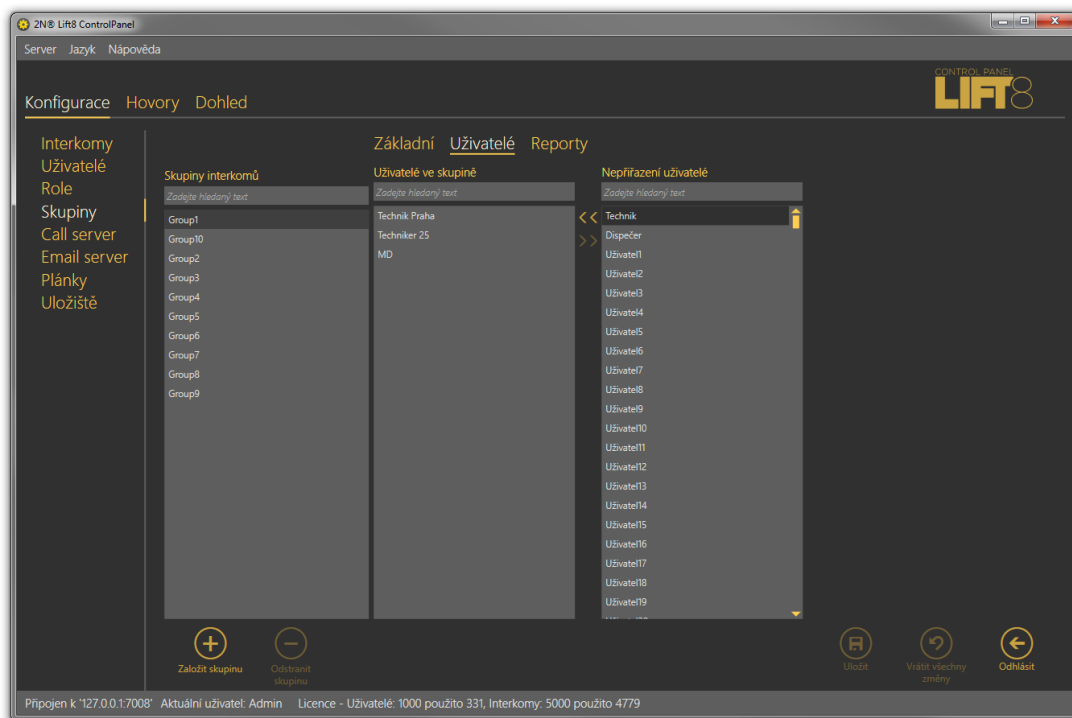 2N® Lift8 ControlPanel
Server Jazyk Nápověda
CONTROL PANEL
LIFT8
Konfigurace Hovory Dohled
Interkomy
Uživatelé
Role
Skupiny
Call server
Email server
Plánky
Uložiště
Základní Uživatelé Reporty
Skupiny interkomů
Zadejte hledaný text
Group1
Group10
Group2
Group3
Group4
Group5
Group6
Group7
Group8
Group9
Uživatelé ve skupině
Zadejte hledaný text
Technik Praha
Techniker 25
MD
<<
>>
Nepřiřazení uživatelé
Zadejte hledaný text
Technik
Dispečer
Uživatel1
Uživatel2
Uživatel3
Uživatel4
Uživatel5
Uživatel6
Uživatel7
Uživatel8
Uživatel9
Uživatel10
Uživatel11
Uživatel12
Uživatel13
Uživatel14
Uživatel15
Uživatel16
Uživatel17
Uživatel18
Uživatel19
Založit skupinu
Odstranit
skupinu
Uložit
Vrátit všechny
změny
Odhlásit
Připojen k '127.0.0.1:7008' Aktuální uživatel: Admin Licence - Uživatelé: 1000 použito 331, Interkomy: 5000 použito 4779